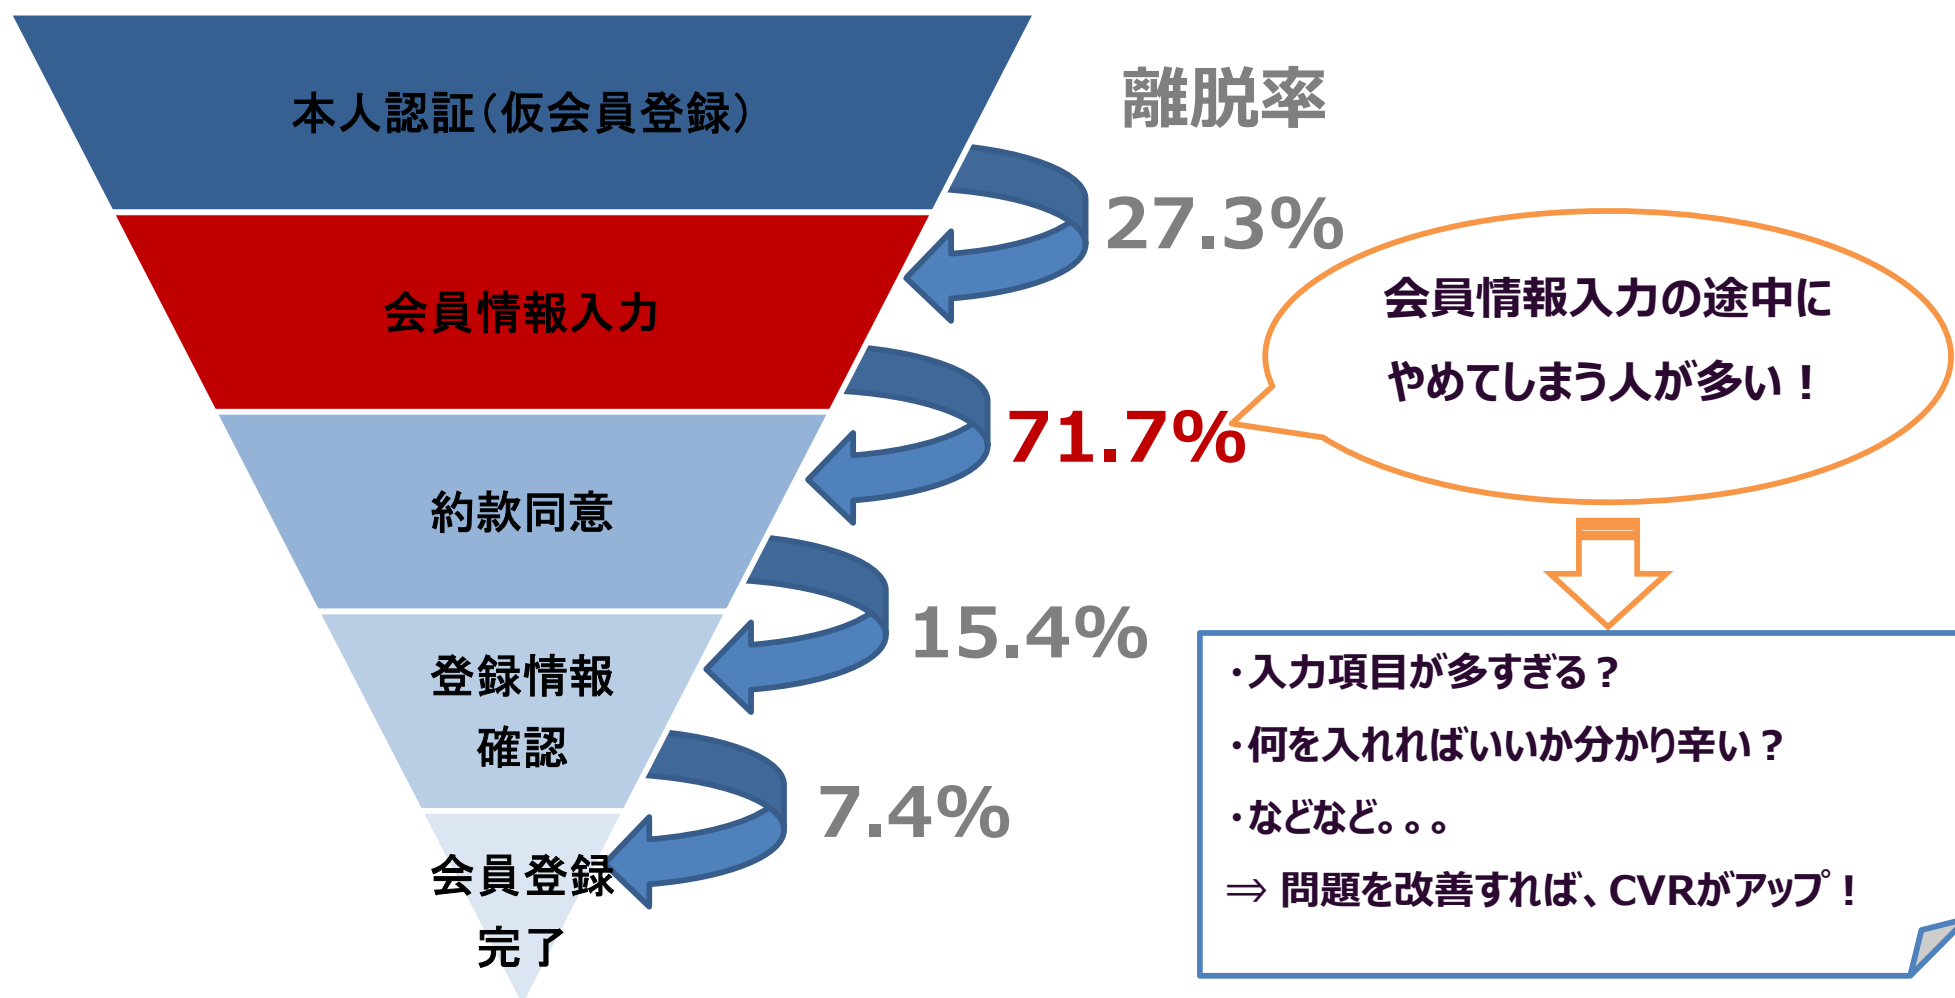 本人認証（仮会員登録）
離脱率
27.3%
会員情報入力
71.7%
会員情報入力の途中に
やめてしまう人が多い！
約款同意
15.4%
登録情報
確認
7.4%
会員登録
完了
・入力項目が多すぎる？
・何を入れればいいか分かり辛い？
・などなど。。。
⇒ 問題を改善すれば、CVRがアップ！